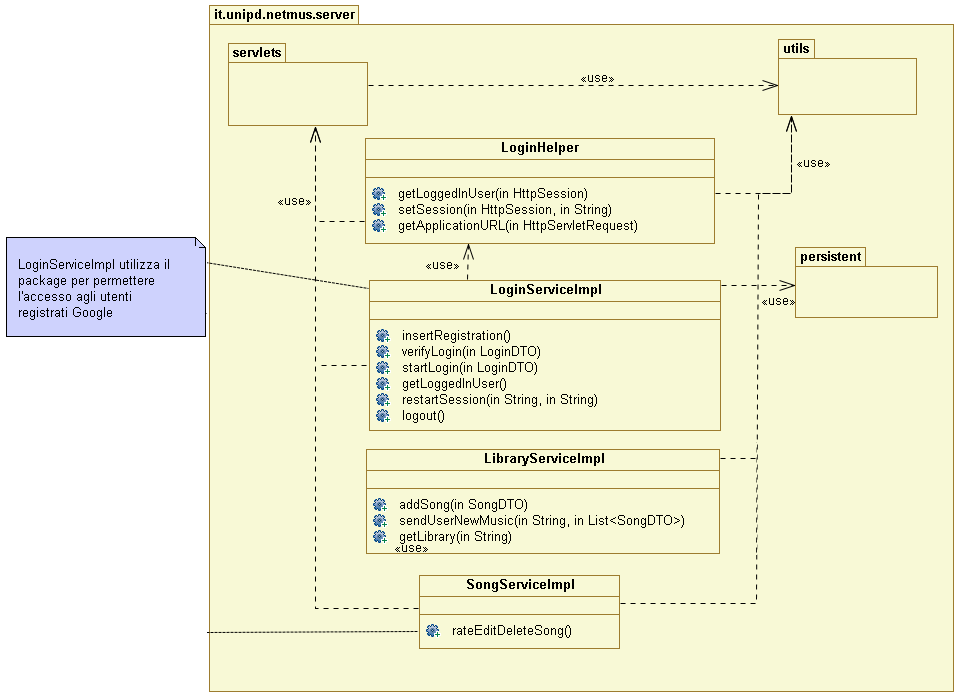 it.unipd.netmus.server
servlets
utils
«use»
LoginHelper
«use»
getLoggedInUser(in HttpSession)
setSession(in HttpSession, in String)
getApplicationURL(in HttpServletRequest)
«use»
LoginServiceImpl utilizza il
package per permettere
l'accesso agli utenti
registrati Google
«use»
persistent
LoginServiceImpl
«use»
insertRegistration()
verifyLogin(in LoginDTO)
startLogin(in LoginDTO)
getLoggedInUser()
restartSession(in String, in String)
logout()
LibraryServiceImpl
addSong(in SongDTO)
sendUserNewMusic(in String, in List<SongDTO>)
getLibrary(in String)
«use»
SongServiceImpl
rateEditDeleteSong()